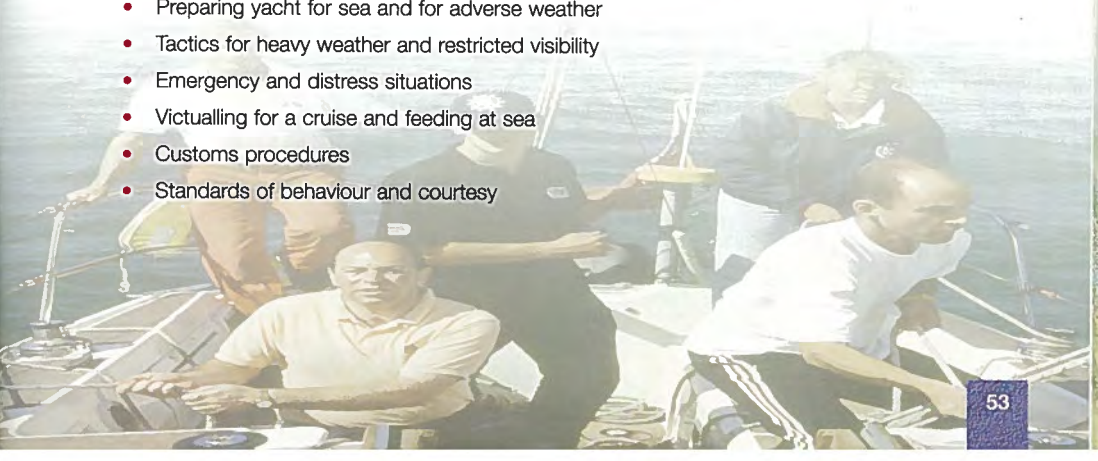 • Preparing yacht for sea and for adverse weather
• Tactics for heavy weather and restricted visibility
• Emergency and distress situations
• Victualling for a cruise and feeding at sea
• Customs procedures
• Standards of behaviour and courtesy
53